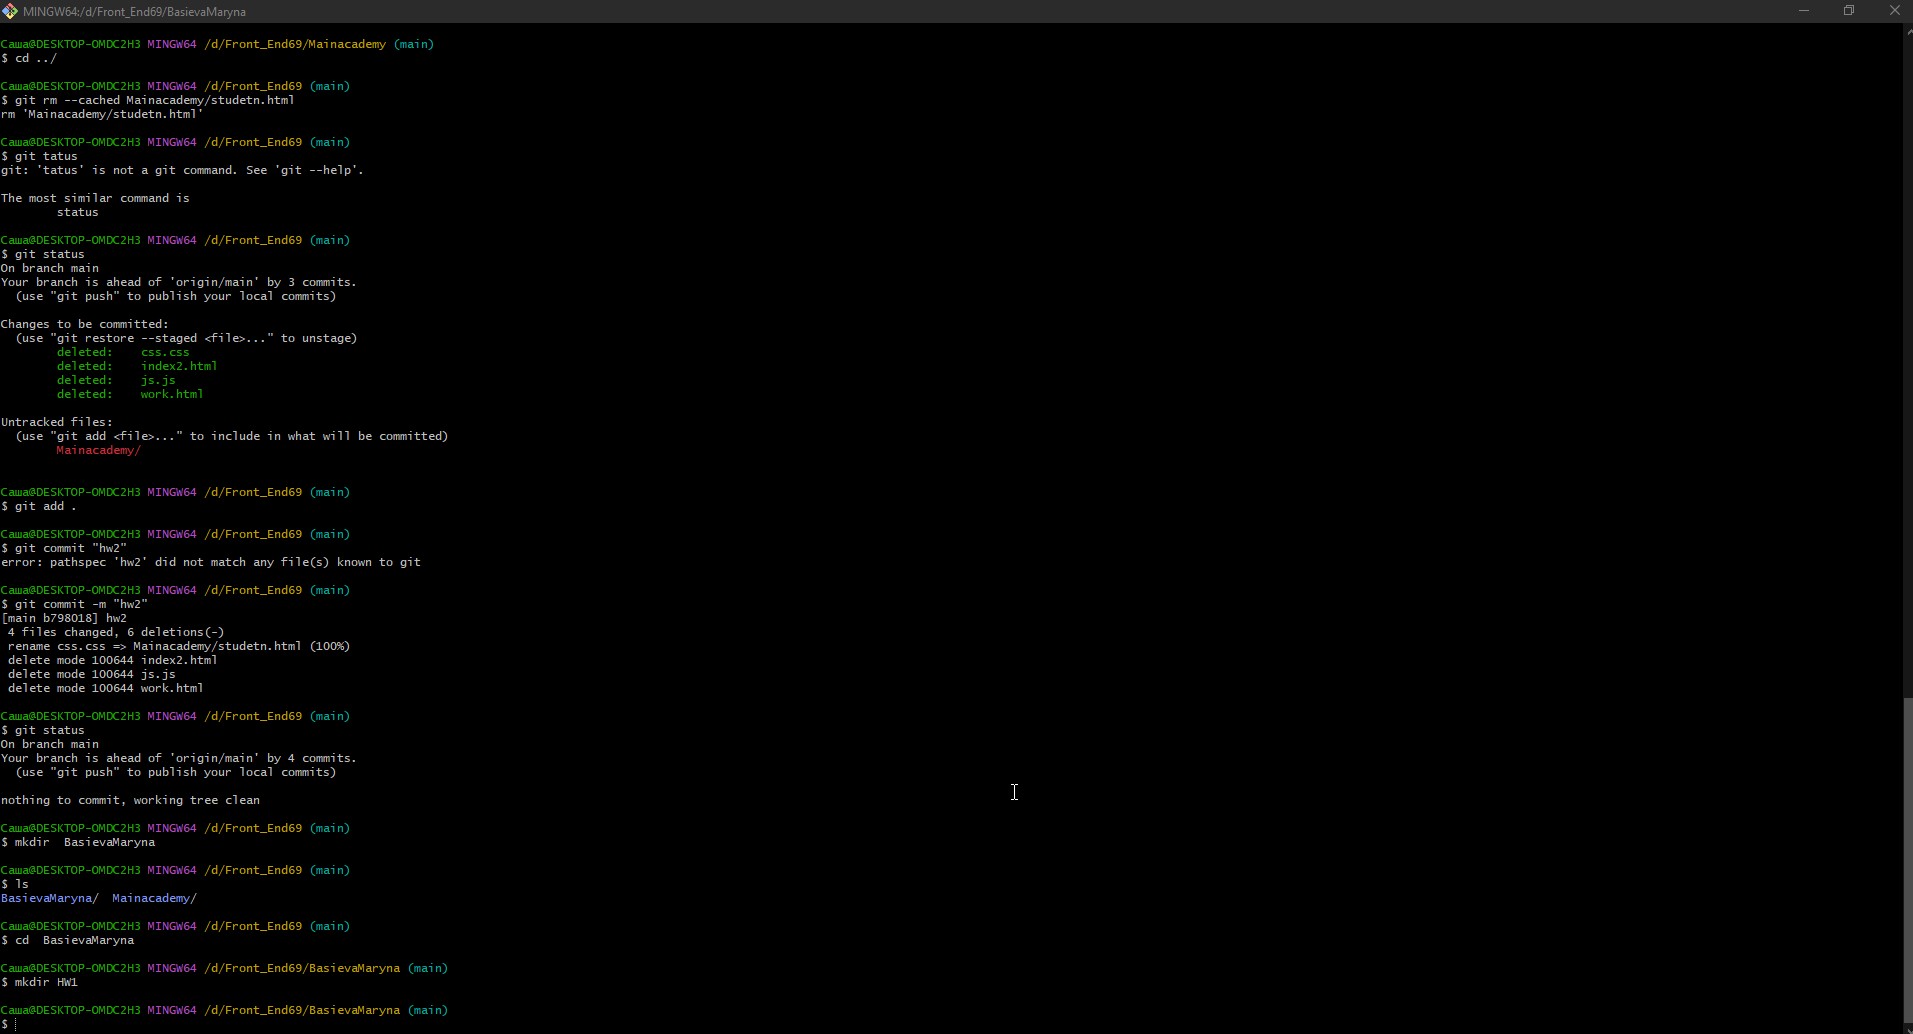 MINGW64:/d/Front_End69/BasievaMaryna
Саша@DESKTOP-OMDC2H3 MINGW64 /d/Front_End69/Mainacademy (main)
$ cd ../
Саша@DESKTOP-OMDC2H3 MINGW64 /d/Front_End69 (main)
$ git rm --cached Mainacademy/studetn.html
rm 'Mainacademy/studetn.html'
Саша@DESKTOP-OMDC2H3 MINGW64 /d/Front_End69 (main)
$ git tatus
git: 'tatus' is not a git command. See 'git --help'.
The most similar command is
status
Саша@DESKTOP-OMDC2H3 MINGW64 /d/Front_End69 (main)
$ git status
On branch main
Your branch is ahead of 'origin/main' by 3 commits.
(use "git push" to publish your local commits)
Changes to be committed:
(use "git restore --staged <file>..." to unstage)
deleted:    css.css
deleted:    index2.html
deleted:    js.js
deleted:    work.html
Untracked files:
(use "git add <file>..." to include in what will be committed)
Mainacademy/
Саша@DESKTOP-OMDC2H3 MINGW64 /d/Front_End69 (main)
$ git add .
Саша@DESKTOP-OMDC2H3 MINGW64 /d/Front_End69 (main)
$ git commit "hw2"
error: pathspec 'hw2' did not match any file(s) known to git
Саша@DESKTOP-OMDC2H3 MINGW64 /d/Front_End69 (main)
$ git commit -m "hw2"
[main b798018] hw2
4 files changed, 6 deletions(-)
rename css.css => Mainacademy/studetn.html (100%)
delete mode 100644 index2.html
delete mode 100644 js.js
delete mode 100644 work.html
Саша@DESKTOP-OMDC2H3 MINGW64 /d/Front_End69 (main)
$ git status
On branch main
Your branch is ahead of 'origin/main' by 4 commits.
(use "git push" to publish your local commits)
nothing to commit, working tree clean
Саша@DESKTOP-OMDC2H3 MINGW64 /d/Front_End69 (main)
$ mkdir  BasievaMaryna
Саша@DESKTOP-OMDC2H3 MINGW64 /d/Front_End69 (main)
$ ls
BasievaMaryna/  Mainacademy/
Саша@DESKTOP-OMDC2H3 MINGW64 /d/Front_End69 (main)
$ cd  BasievaMaryna
Саша@DESKTOP-OMDC2H3 MINGW64 /d/Front_End69/BasievaMaryna (main)
$ mkdir HW1
Саша@DESKTOP-OMDC2H3 MINGW64 /d/Front_End69/BasievaMaryna (main)
$